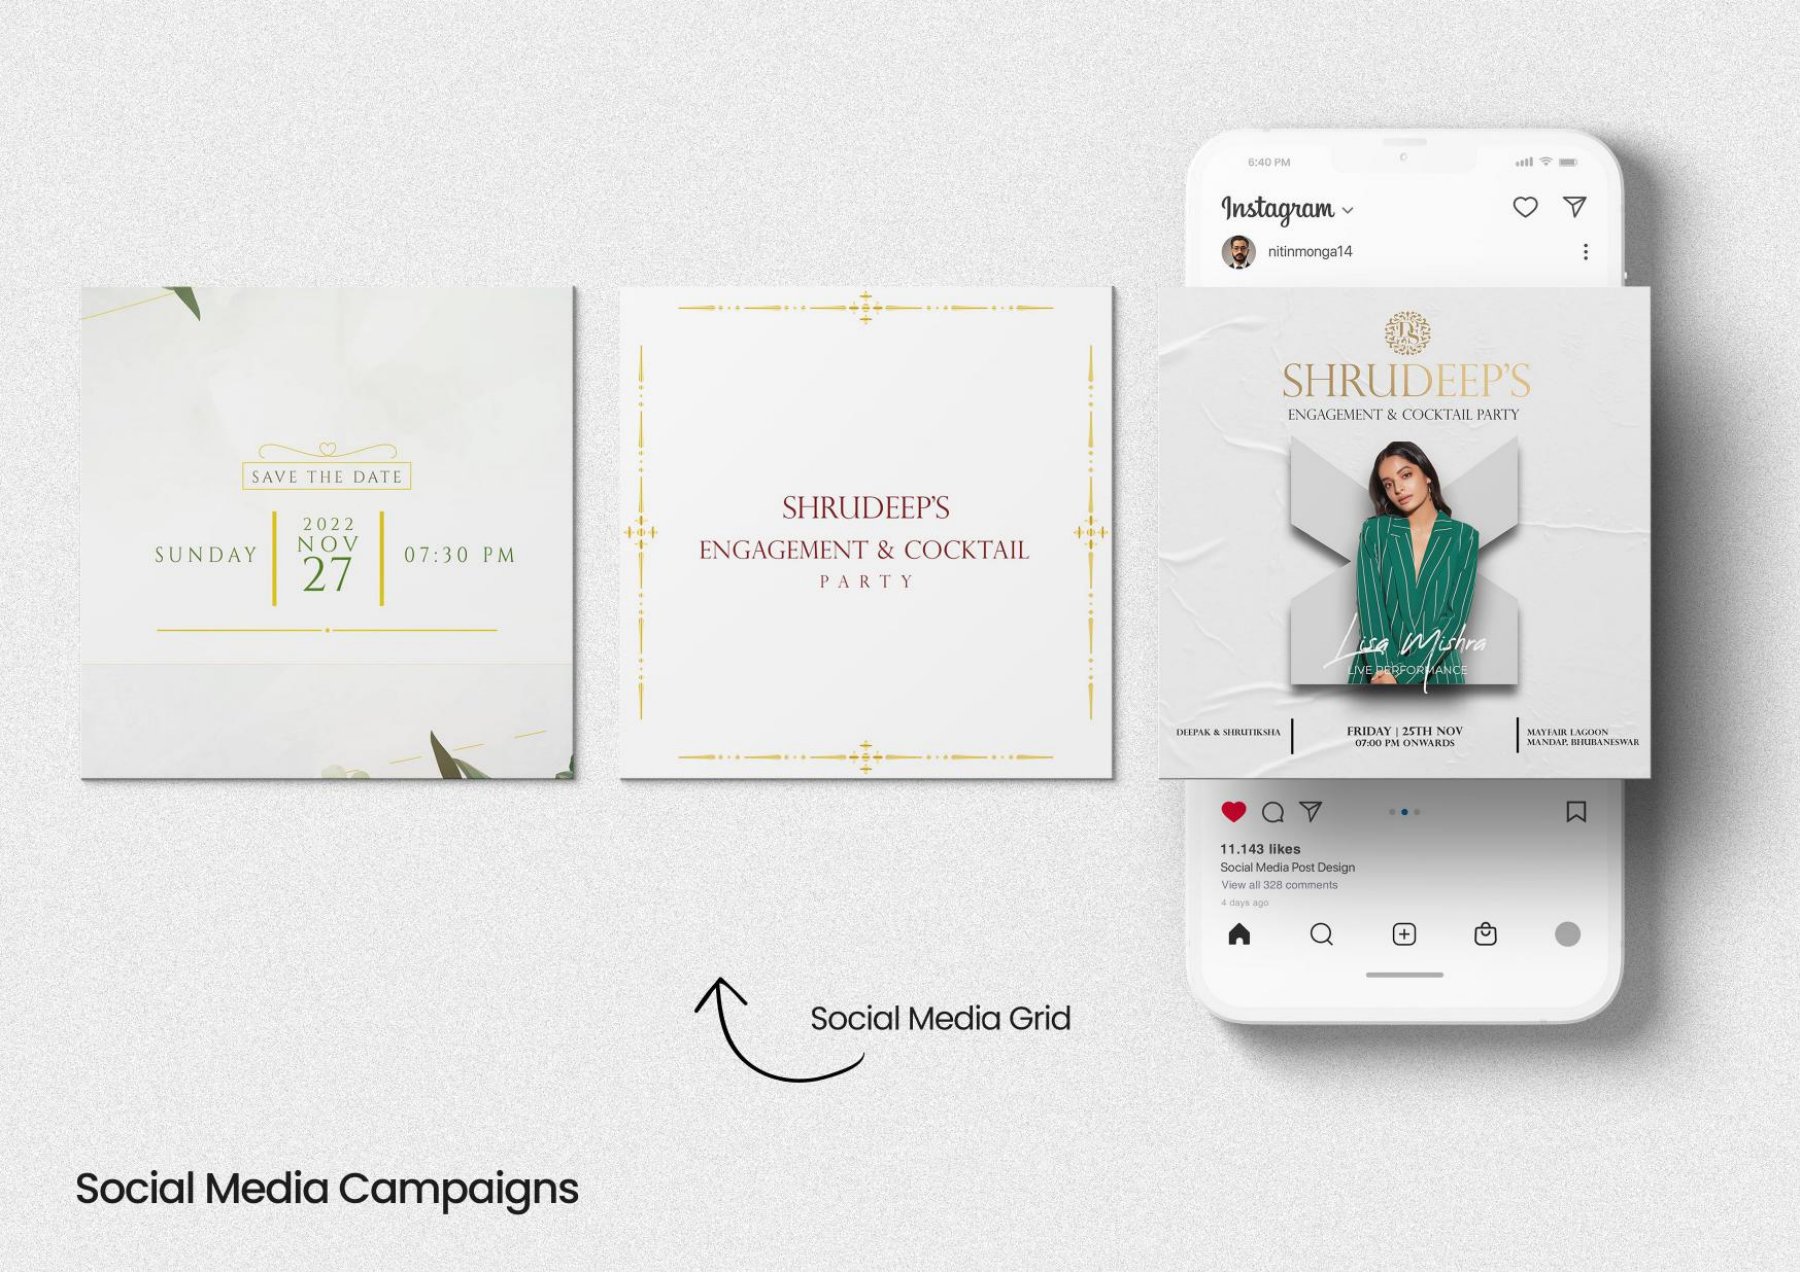 SAVE THE DATE
SUNDAY
2022
NOV
27
07:30 PM
SHRUDEEP'S
ENGAGEMENT & COCKTAIL
PARTY
6:40 PM
Instagram
nitinmonga14
DS
SHRUDEEP'S
ENGAGEMENT & COCKTAIL PARTY
Lisa Mishra
LIVE PERFORMANCE
DEEPAK & SHRUTIKSHA
FRIDAY | 25TH NOV
07:00 PM ONWARDS
MAYFAIR LAGOON
MANDAP, BHUBANESWAR
11.143 likes
Social Media Post Design
View all 328 comments
4 days ago
Social Media Grid
Social Media Campaigns